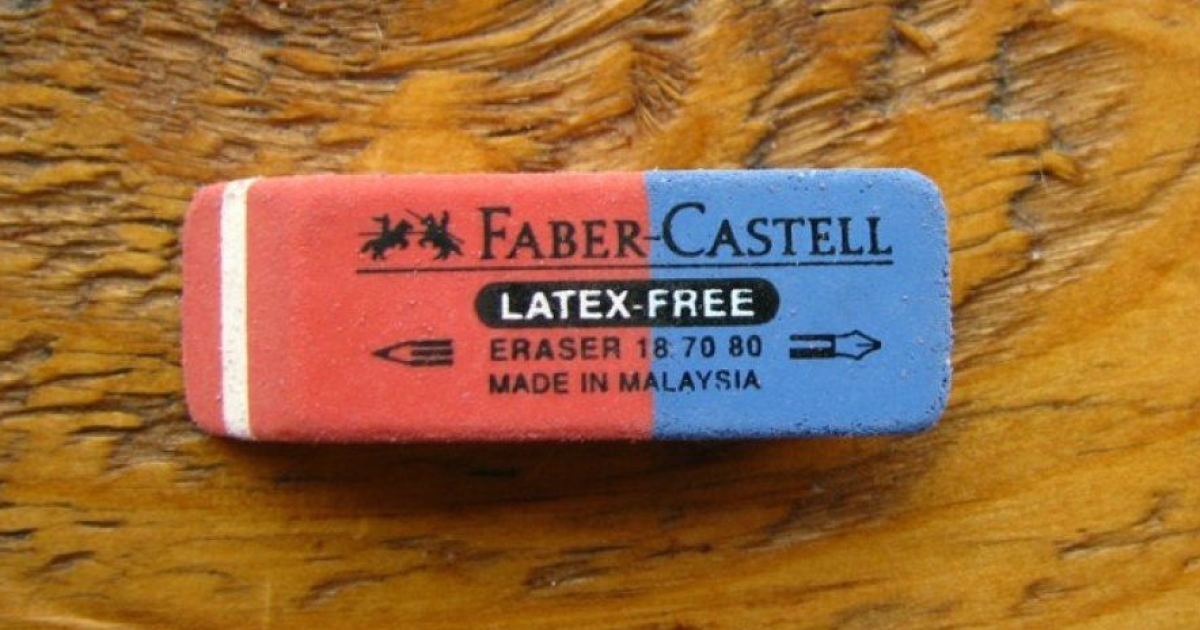 FABER-CASTELL
LATEX-FREE
ERASER 18 70 80
MADE IN MALAYSIA